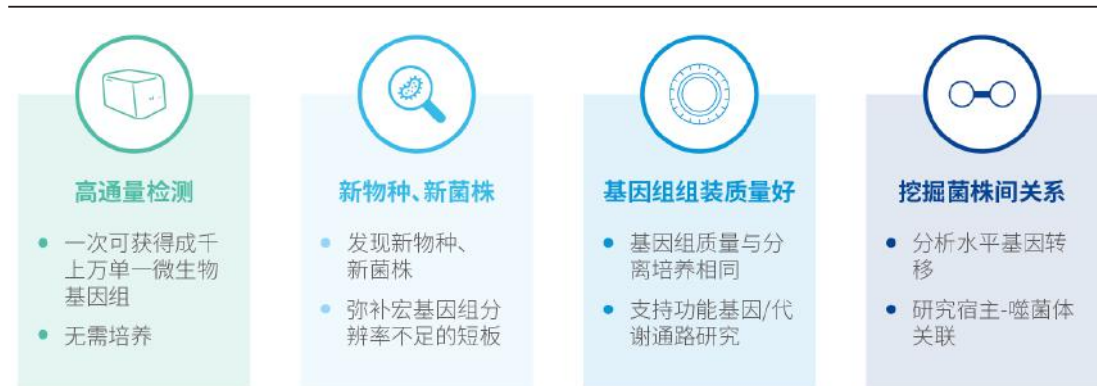 高通量检测
一次可获得成千
上万单一微生物
基因组
无需培养
新物种、新菌株
发现新物种、
新菌株
弥补宏基因组分
辨率不足的短板
基因组组装质量好
基因组质量与分
离培养相同
支持功能基因/代
谢通路研究
挖掘菌株间关系
分析水平基因转
移
研究宿主-噬菌体
关联